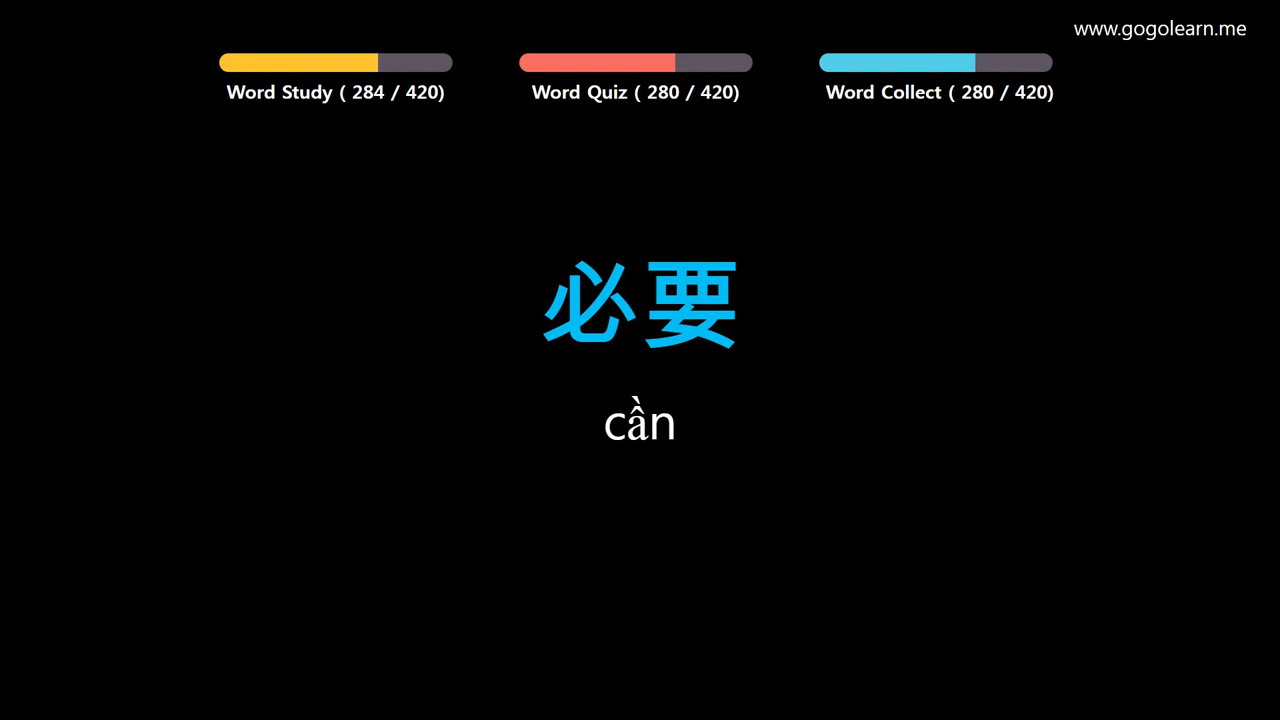 www.gogolearn.me
Word Study ( 284 / 420)
Word Quiz ( 280 / 420)
Word Collect ( 280 / 420)
必要
cần